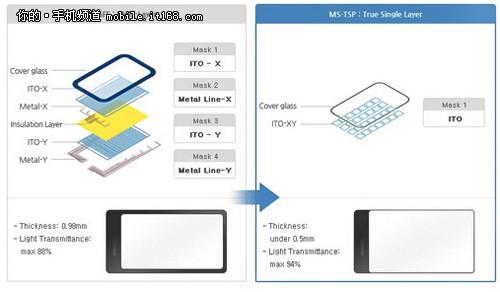 你的·手机频道 mobile.it168.com
Cover glass
ITO-X
Metal-X
Insulation Layer
ITO-Y
Metal-Y
Mask 1
ITO - X
Mask 2
Metal Line-X
Mask 3
ITO - Y
Mask 4
Metal Line-Y
- Thickness: 0.98mm
- Light Transmittance:
max 88%
MS-TSP : True Single Layer
Cover glass
ITO-XY
Mask 1
ITO
- Thickness:
under 0.5mm
- Light Transmittance:
max 94%